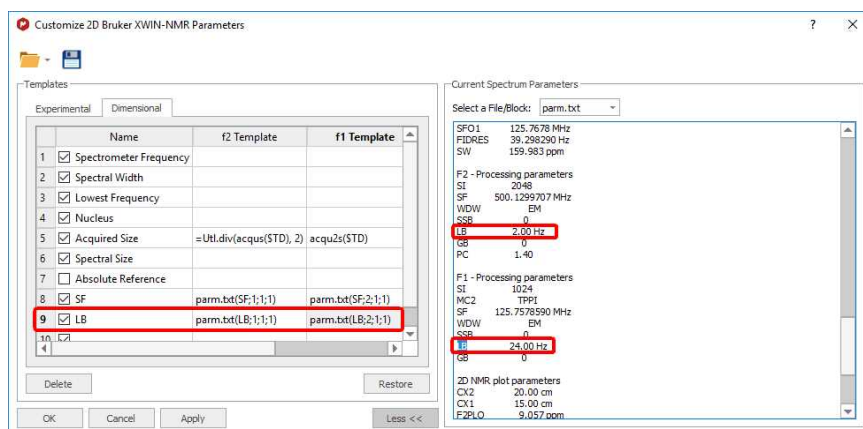 Customize 2D Bruker XWIN-NMR Parameters ? ×
Templates
Experimental Dimensional
Name f2 Template f1 Template
1 Spectrometer Frequency
2 Spectral Width
3 Lowest Frequency
4 Nucleus
5 Acquired Size =Utl.div(acqus($TD), 2) acqu2s($TD)
6 Spectral Size
7 Absolute Reference
8 SF parm.txt(SF;1;1;1) parm.txt(SF;2;1;1)
9 LB parm.txt(LB;1;1;1) parm.txt(LB;2;1;1)
10
Delete Restore
OK Cancel Apply Less <<
Current Spectrum Parameters
Select a File/Block: parm.txt
SFO1 125.7678 MHz
FIDRES 39.298290 Hz
SW 159.983 ppm
F2 - Processing parameters
SI 2048
SF 500.1299707 MHz
WDW EM
SSB 0
LB 2.00 Hz
GB 0
PC 1.40
F1 - Processing parameters
SI 1024
MC2 TPPI
SF 125.7578590 MHz
WDW EM
SSB 0
LB 24.00 Hz
GB 0
2D NMR plot parameters
CX2 20.00 cm
CX1 15.00 cm
F2PLO 9.057 ppm